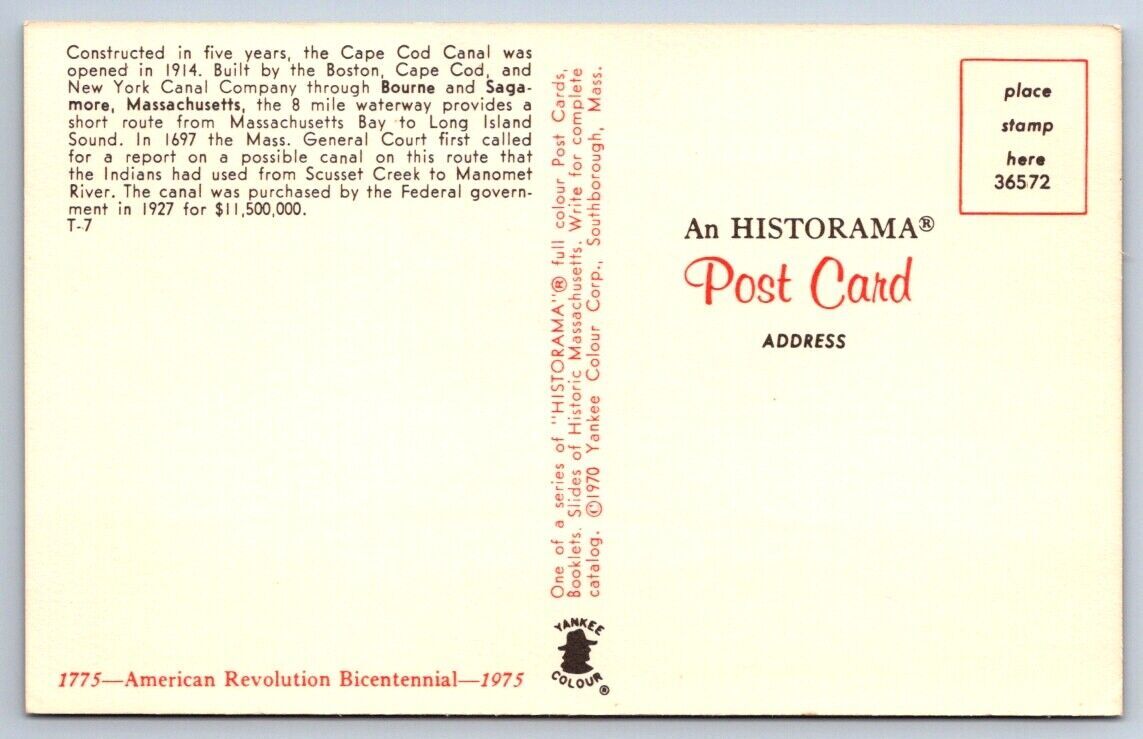 Constructed in five years, the Cape Cod Canal was
opened in 1914. Built by the Boston, Cape Cod, and
New York Canal Company through Bourne and Saga-
more, Massachusetts, the 8 mile waterway provides a
short route from Massachusetts Bay to Long Island
Sound. In 1697 the Mass. General Court first called
for a report on a possible canal on this route that
the Indians had used from Scusset Creek to Manomet
River. The canal was purchased by the Federal govern-
ment in 1927 for $11,500,000.
T-7
1775—American Revolution Bicentennial—1975
One of a series of "HISTORAMA"® full colour Post Cards,
Booklets. Slides of Historic Massachusetts. Write for complete
catalog. ©1970 Yankee Colour Corp., Southborough, Mass.
YANKEE
COLOUR®
place
stamp
here
36572
An HISTORAMA®
Post Card
ADDRESS